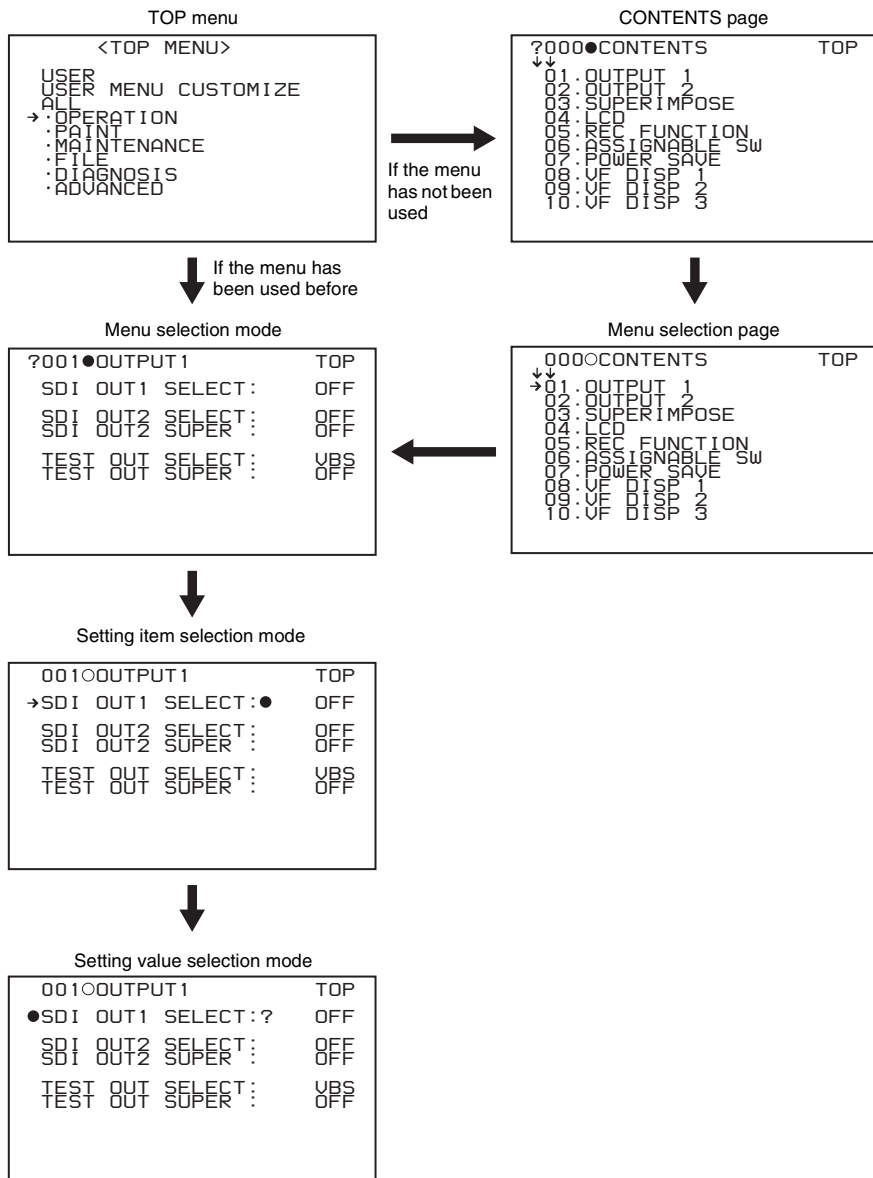 TOP menu
<TOP MENU>
USER
USER MENU CUSTOMIZE
ALL
→·OPERATION
·PAINT
·MAINTENANCE
·FILE
·DIAGNOSIS
·ADVANCED
If the menu
has not been
used
CONTENTS page
?000●CONTENTS TOP
↓↓
01.OUTPUT 1
02.OUTPUT 2
03.SUPERIMPOSE
04.LCD
05.REC FUNCTION
06.ASSIGNABLE SW
07.POWER SAVE
08.VF DISP 1
09.VF DISP 2
10.VF DISP 3
If the menu has
been used before
Menu selection mode
?001●OUTPUT1 TOP
SDI OUT1 SELECT: OFF
SDI OUT2 SELECT: OFF
SDI OUT2 SUPER : OFF
TEST OUT SELECT: VBS
TEST OUT SUPER : OFF
Menu selection page
000○CONTENTS TOP
↓↓
→01.OUTPUT 1
02.OUTPUT 2
03.SUPERIMPOSE
04.LCD
05.REC FUNCTION
06.ASSIGNABLE SW
07.POWER SAVE
08.VF DISP 1
09.VF DISP 2
10.VF DISP 3
Setting item selection mode
001○OUTPUT1 TOP
→SDI OUT1 SELECT:● OFF
SDI OUT2 SELECT: OFF
SDI OUT2 SUPER : OFF
TEST OUT SELECT: VBS
TEST OUT SUPER : OFF
Setting value selection mode
001○OUTPUT1 TOP
●SDI OUT1 SELECT:? OFF
SDI OUT2 SELECT: OFF
SDI OUT2 SUPER : OFF
TEST OUT SELECT: VBS
TEST OUT SUPER : OFF